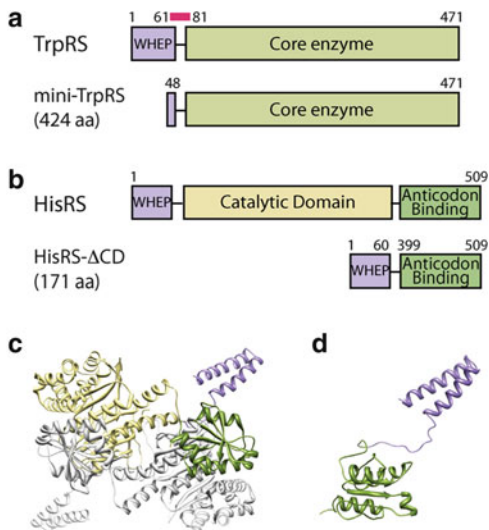 a
1 61 81 471
TrpRS WHEP Core enzyme
48 471
mini-TrpRS
(424 aa)
Core enzyme
b
1 509
HisRS WHEP Catalytic Domain Anticodon
Binding
1 60 399 509
HisRS-ΔCD
(171 aa)
WHEP Anticodon
Binding
c d